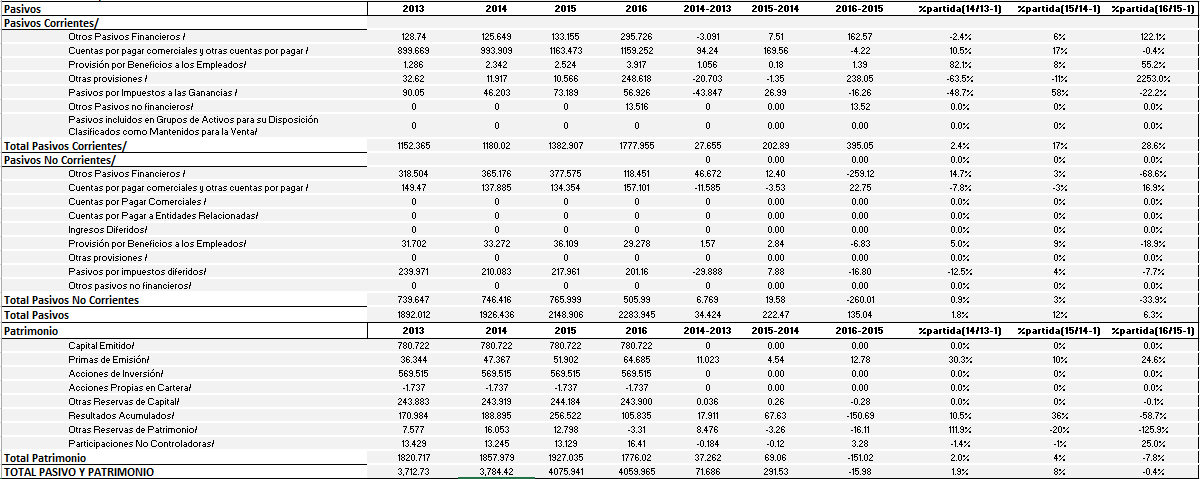 Pasivos 2013 2014 2015 2016 2014-2013 2015-2014 2016-2015 %partida(14/13-1) %partida(15/14-1) %partida(16/15-1)
Pasivos Corrientes/
Otros Pasivos Financieros / 128.74 125.649 133.155 295.726 -3.091 7.51 162.57 -2.4% 6% 122.1%
Cuentas por pagar comerciales y otras cuentas por pagar / 899.669 993.909 1163.473 1159.252 94.24 169.56 -4.22 10.5% 17% -0.4%
Provisión por Beneficios a los Empleados/ 1.286 2.342 2.524 3.917 1.056 0.18 1.39 82.1% 8% 55.2%
Otras provisiones / 32.62 11.917 10.566 248.618 -20.703 -1.35 238.05 -63.5% -11% 2253.0%
Pasivos por Impuestos a las Ganancias / 90.05 46.203 73.189 56.926 -43.847 26.99 -16.26 -48.7% 58% -22.2%
Otros Pasivos no financieros/ 0 0 0 13.516 0 0.00 13.52 0.0% 0% 0.0%
Pasivos incluidos en Grupos de Activos para su Disposición
Clasificados como Mantenidos para la Venta/ 0 0 0 0 0 0.00 0.00 0.0% 0% 0.0%
Total Pasivos Corrientes/ 1152.365 1180.02 1382.907 1777.955 27.655 202.89 395.05 2.4% 17% 28.6%
Pasivos No Corrientes/ 0 0.00 0.00 0.0% 0% 0.0%
Otros Pasivos Financieros / 318.504 365.176 377.575 118.451 46.672 12.40 -259.12 14.7% 3% -68.6%
Cuentas por pagar comerciales y otras cuentas por pagar / 149.47 137.885 134.354 157.101 -11.585 -3.53 22.75 -7.8% -3% 16.9%
Cuentas por Pagar Comerciales / 0 0 0 0 0 0.00 0.00 0.0% 0% 0.0%
Cuentas por Pagar a Entidades Relacionadas/ 0 0 0 0 0 0.00 0.00 0.0% 0% 0.0%
Ingresos Diferidos/ 0 0 0 0 0 0.00 0.00 0.0% 0% 0.0%
Provisión por Beneficios a los Empleados/ 31.702 33.272 36.109 29.278 1.57 2.84 -6.83 5.0% 9% -18.9%
Otras provisiones / 0 0 0 0 0 0.00 0.00 0.0% 0% 0.0%
Pasivos por impuestos diferidos/ 239.971 210.083 217.961 201.16 -29.888 7.88 -16.80 -12.5% 4% -7.7%
Otros pasivos no financieros/ 0 0 0 0 0 0.00 0.00 0.0% 0% 0.0%
Total Pasivos No Corrientes 739.647 746.416 765.999 505.99 6.769 19.58 -260.01 0.9% 3% -33.9%
Total Pasivos 1892.012 1926.436 2148.906 2283.945 34.424 222.47 135.04 1.8% 12% 6.3%
Patrimonio 2013 2014 2015 2016 2014-2013 2015-2014 2016-2015 %partida(14/13-1) %partida(15/14-1) %partida(16/15-1)
Capital Emitido/ 780.722 780.722 780.722 780.722 0 0.00 0.00 0.0% 0% 0.0%
Primas de Emisión/ 36.344 47.367 51.902 64.685 11.023 4.54 12.78 30.3% 10% 24.6%
Acciones de Inversión/ 569.515 569.515 569.515 569.515 0 0.00 0.00 0.0% 0% 0.0%
Acciones Propias en Cartera/ -1.737 -1.737 -1.737 -1.737 0 0.00 0.00 0.0% 0% 0.0%
Otras Reservas de Capital/ 243.883 243.919 244.184 243.900 0.036 0.26 -0.28 0.0% 0% -0.1%
Resultados Acumulados/ 170.984 188.895 256.522 105.835 17.911 67.63 -150.69 10.5% 36% -58.7%
Otras Reservas de Patrimonio/ 7.577 16.053 12.798 -3.31 8.476 -3.26 -16.11 111.9% -20% -125.9%
Participaciones No Controladoras/ 13.429 13.245 13.129 16.41 -0.184 -0.12 3.28 -1.4% -1% 25.0%
Total Patrimonio 1820.717 1857.979 1927.035 1776.02 37.262 69.06 -151.02 2.0% 4% -7.8%
TOTAL PASIVO Y PATRIMONIO 3,712.73 3,784.42 4075.941 4059.965 71.686 291.53 -15.98 1.9% 8% -0.4%